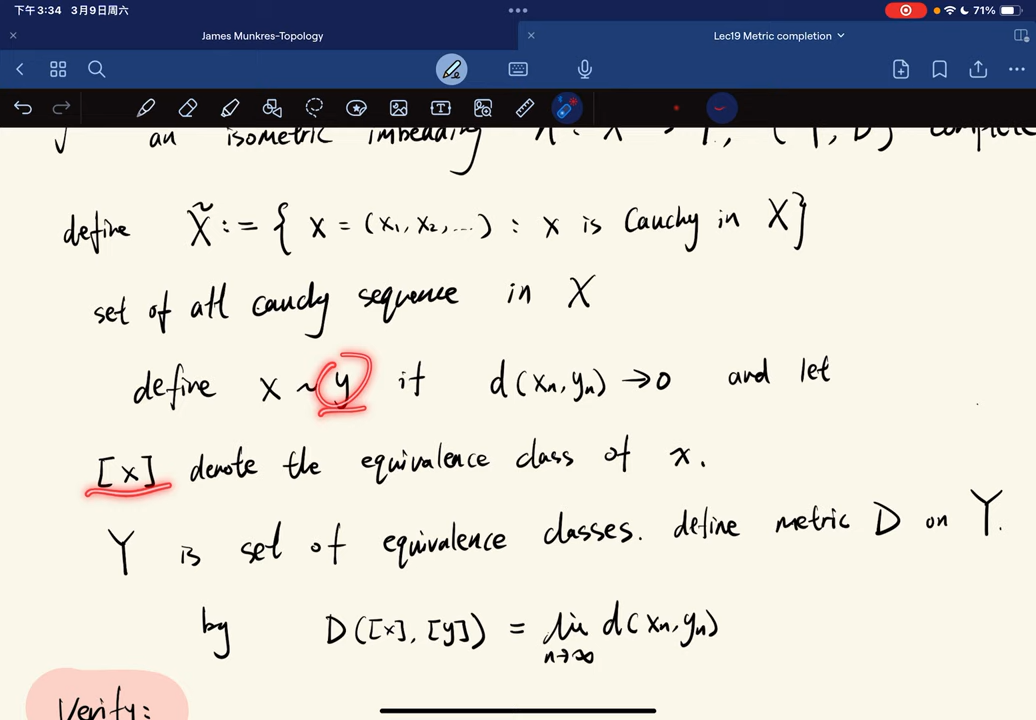 下午3:34 3月9日周六
71%
James Munkres-Topology
Lec19 Metric completion
an isometric imbedding
define X̃ := { x = (x₁, x₂, ...) : x is Cauchy in X}
set of all caucly sequence in X
define x ~ y if d(xn, yn) → 0 and let
[x] denote the equivalence class of x.
Y is set of equivalence classes. define metric D on Y.
by D([x], [y]) = lim n→∞ d(xn, yn)
Verify: